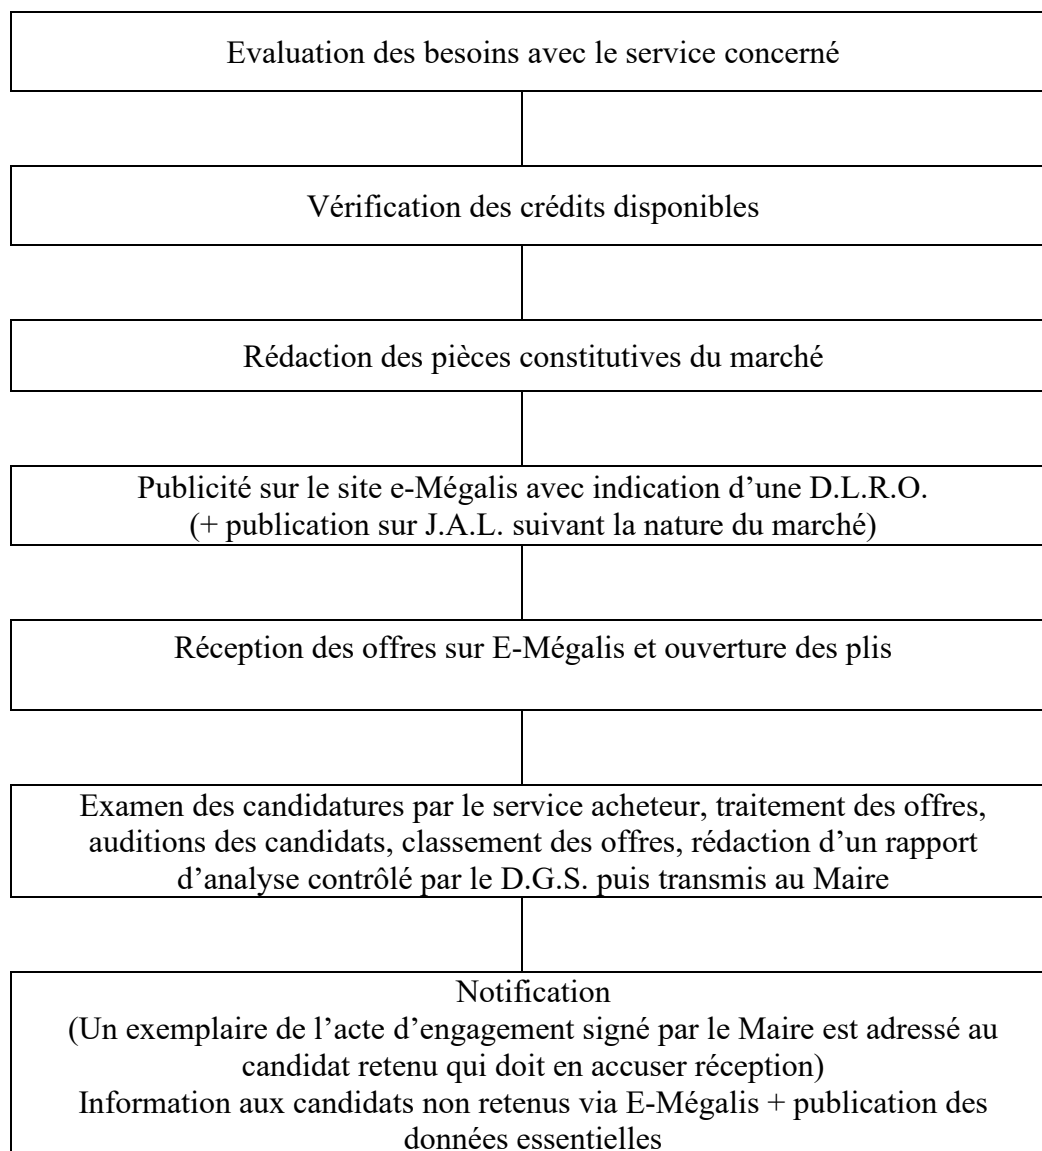 Evaluation des besoins avec le service concerné
Vérification des crédits disponibles
Rédaction des pièces constitutives du marché
Publicité sur le site e-Mégalis avec indication d’une D.L.R.O.
(+ publication sur J.A.L. suivant la nature du marché)
Réception des offres sur E-Mégalis et ouverture des plis
Examen des candidatures par le service acheteur, traitement des offres,
auditions des candidats, classement des offres, rédaction d’un rapport
d’analyse contrôlé par le D.G.S. puis transmis au Maire
Notification
(Un exemplaire de l’acte d’engagement signé par le Maire est adressé au
candidat retenu qui doit en accuser réception)
Information aux candidats non retenus via E-Mégalis + publication des
données essentielles